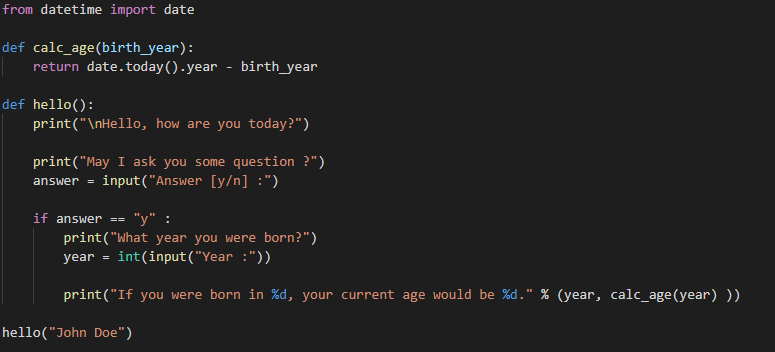 from datetime import date
def calc_age(birth_year):
    return date.today().year - birth_year
def hello():
    print("\nHello, how are you today?")
    print("May I ask you some question ?")
    answer = input("Answer [y/n] :")
    if answer == "y" :
        print("What year you were born?")
        year = int(input("Year :"))
        print("If you were born in %d, your current age would be %d." % (year, calc_age(year) ))
hello("John Doe")